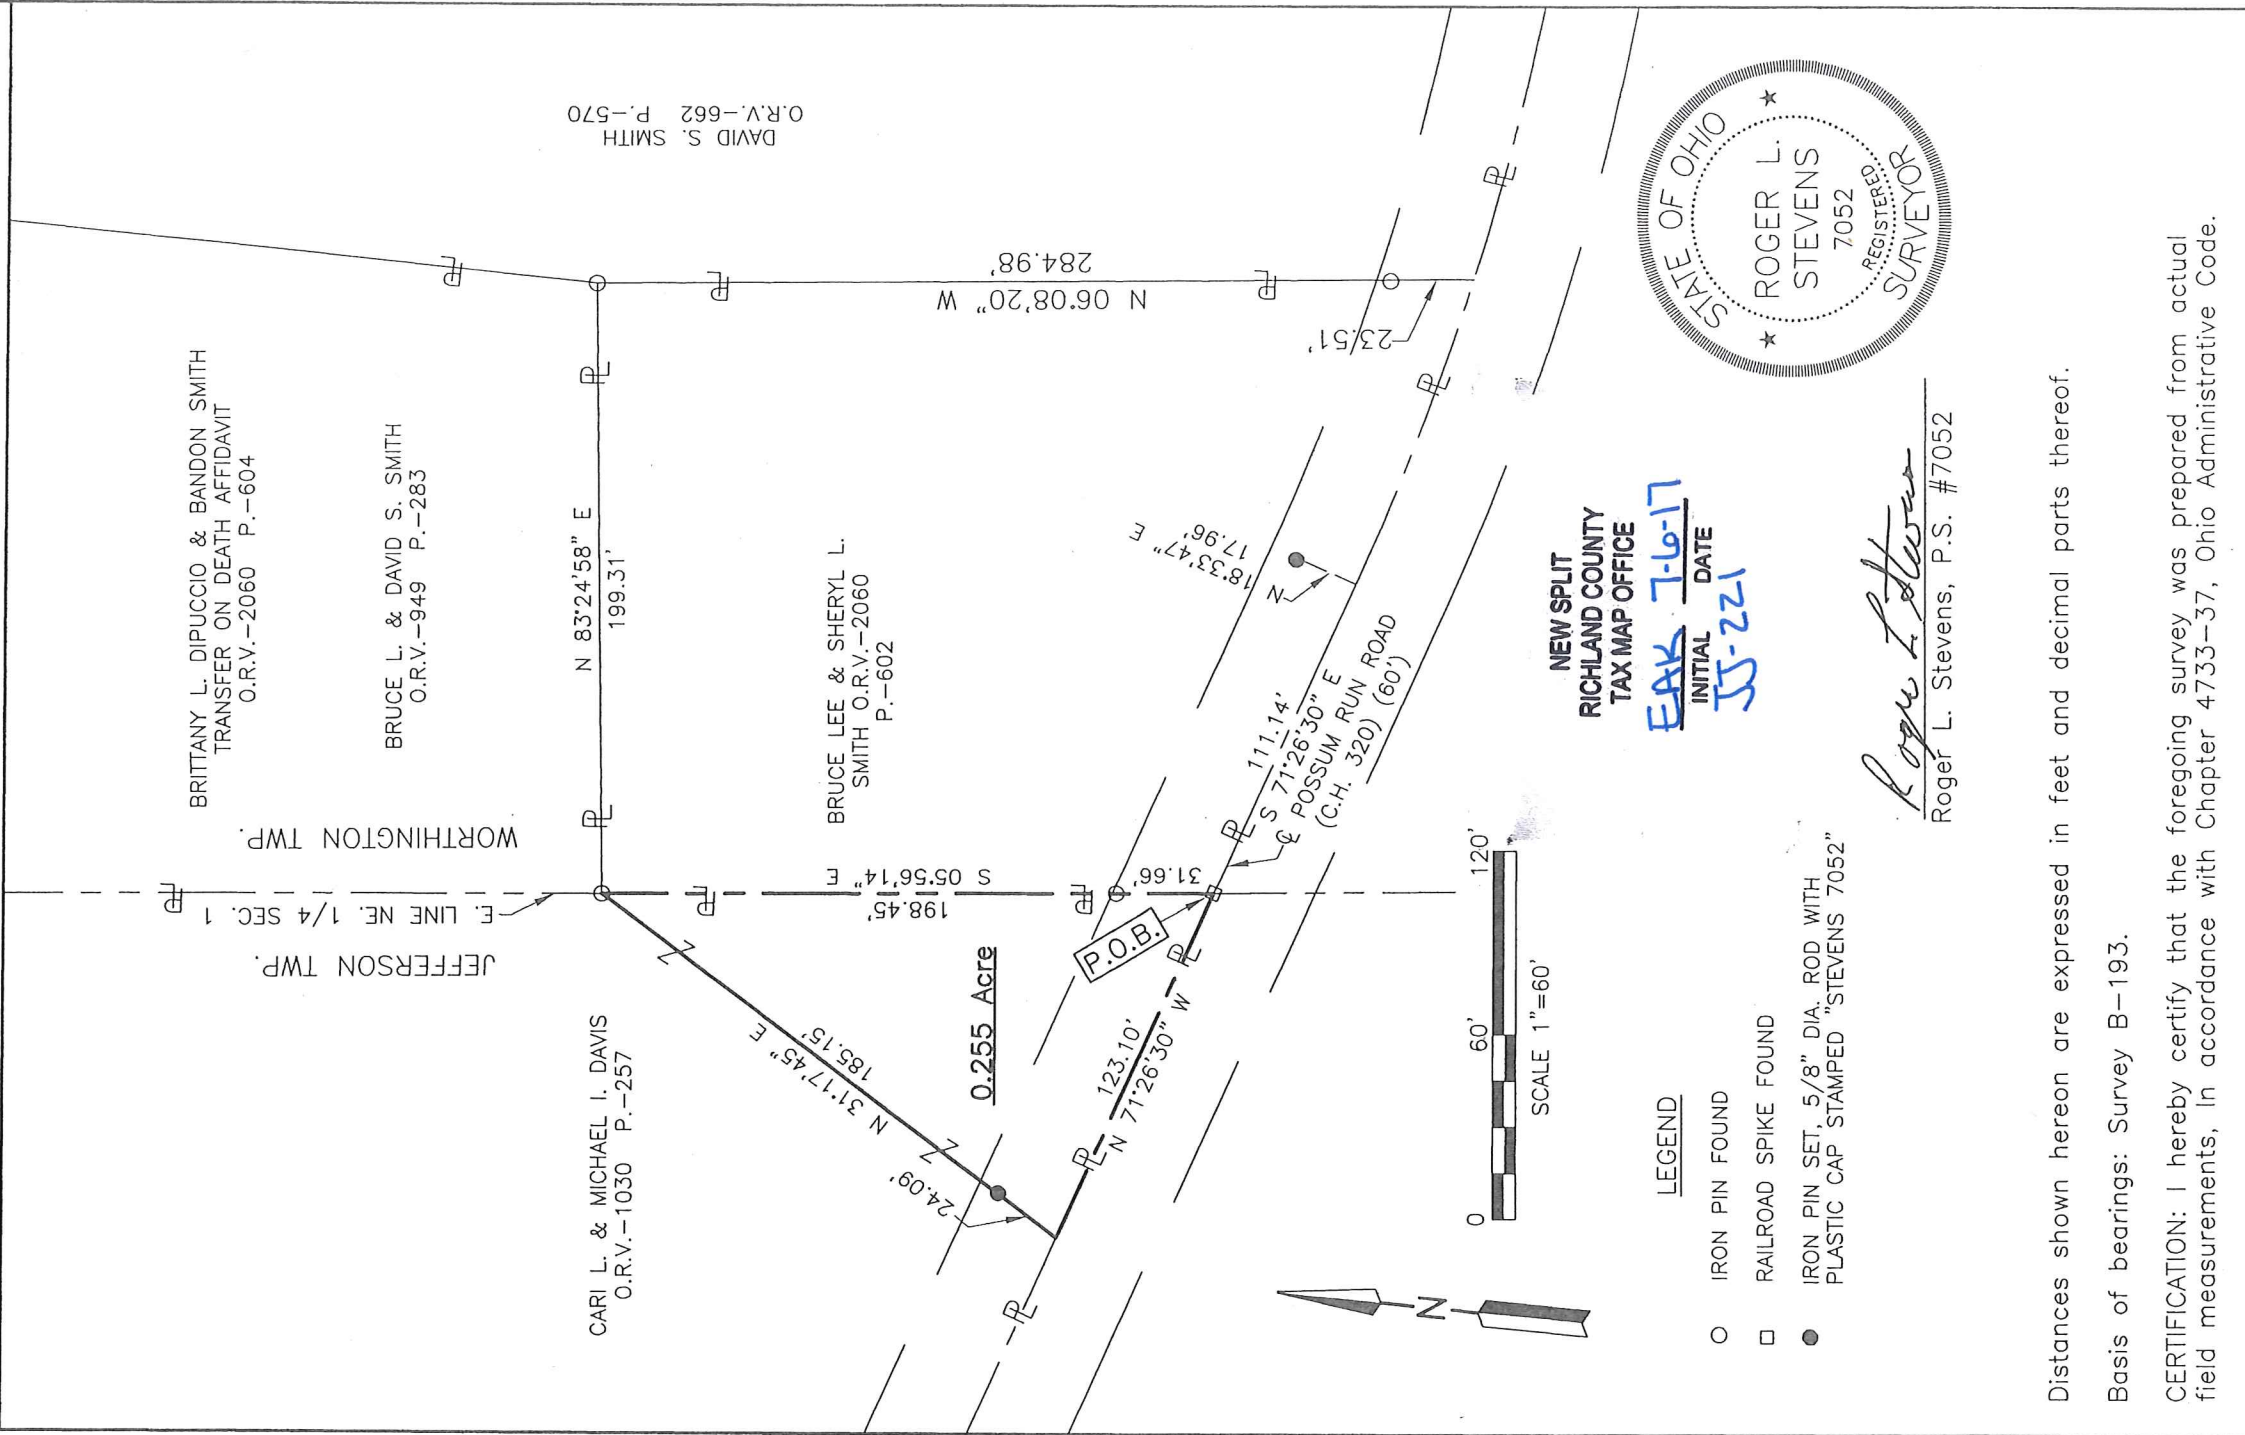 BRITTANY L. DIPUCCIO & BANDON SMITH
TRANSFER ON DEATH AFFIDAVIT
O.R.V.-2060 P.-604
BRUCE L. & DAVID S. SMITH
O.R.V.-949 P.-283
DAVID S. SMITH
O.R.V.-662 P.-570
WORTHINGTON TWP.
E. LINE NE. 1/4 SEC. 1
JEFFERSON TWP.
N 83°24'58" E
199.31'
CARI L. & MICHAEL I. DAVIS
O.R.V.-1030 P.-257
BRUCE LEE & SHERYL L.
SMITH O.R.V.-2060
P.-602
N 31°17'45" E
185.15'
24.09'
S 05°56'14" E
198.45'
31.66'
N 06°08'20" W
284.98'
23.51'
0.255 Acre
P.O.B.
123.10'
N 71°26'30" W
111.14'
S 71°26'30" E
℄ POSSUM RUN ROAD
(C.H. 320) (60')
N 18°33'47" E
17.96'
N
0 60' 120'
SCALE 1"=60'
LEGEND
○ IRON PIN FOUND
□ RAILROAD SPIKE FOUND
● IRON PIN SET, 5/8" DIA. ROD WITH
PLASTIC CAP STAMPED "STEVENS 7052"
NEW SPLIT
RICHLAND COUNTY
TAX MAP OFFICE
EAK 7-6-17
INITIAL DATE
JJ-221
STATE OF OHIO
ROGER L.
STEVENS
7052
REGISTERED
SURVEYOR
Roger L. Stevens
Roger L. Stevens, P.S. #7052
Distances shown hereon are expressed in feet and decimal parts thereof.
Basis of bearings: Survey B-193.
CERTIFICATION: I hereby certify that the foregoing survey was prepared from actual
field measurements, In accordance with Chapter 4733-37, Ohio Administrative Code.